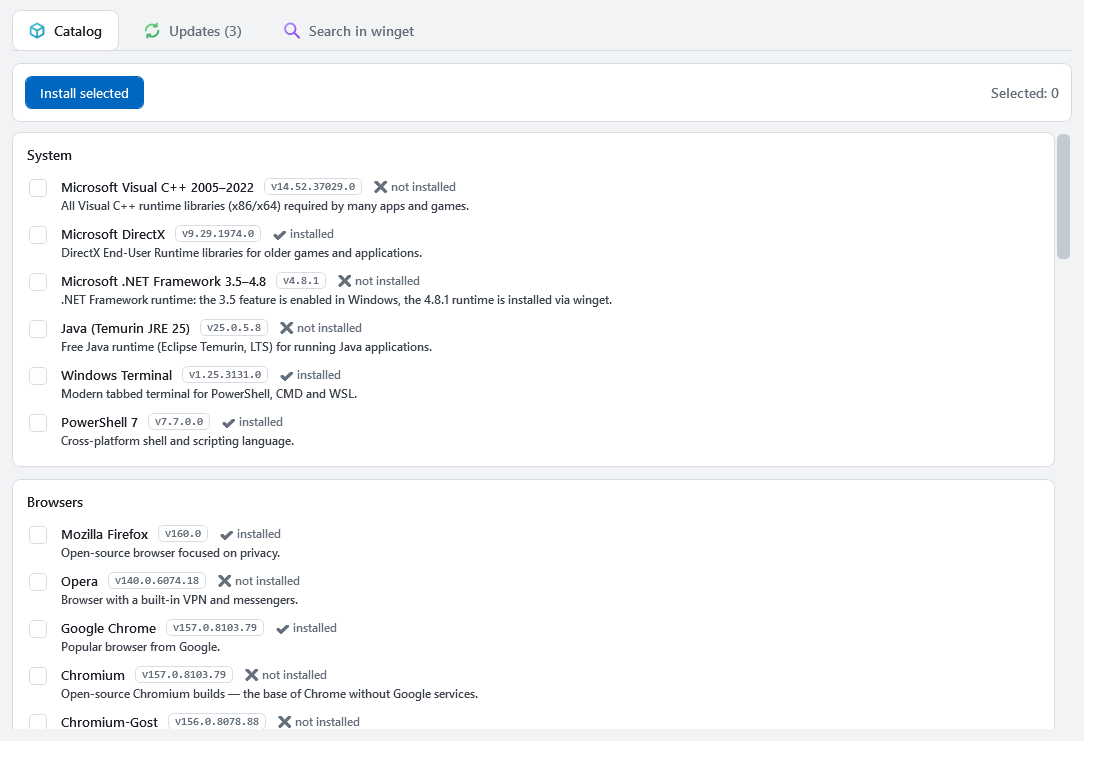 Catalog
Updates (3)
Search in winget
Install selected
Selected: 0
System
Microsoft Visual C++ 2005–2022 v14.52.37029.0 not installed
All Visual C++ runtime libraries (x86/x64) required by many apps and games.
Microsoft DirectX v9.29.1974.0 installed
DirectX End-User Runtime libraries for older games and applications.
Microsoft .NET Framework 3.5–4.8 v4.8.1 not installed
.NET Framework runtime: the 3.5 feature is enabled in Windows, the 4.8.1 runtime is installed via winget.
Java (Temurin JRE 25) v25.0.5.8 not installed
Free Java runtime (Eclipse Temurin, LTS) for running Java applications.
Windows Terminal v1.25.3131.0 installed
Modern tabbed terminal for PowerShell, CMD and WSL.
PowerShell 7 v7.7.0.0 installed
Cross-platform shell and scripting language.
Browsers
Mozilla Firefox v160.0 installed
Open-source browser focused on privacy.
Opera v140.0.6074.18 not installed
Browser with a built-in VPN and messengers.
Google Chrome v157.0.8103.79 installed
Popular browser from Google.
Chromium v157.0.8103.79 not installed
Open-source Chromium builds — the base of Chrome without Google services.
Chromium-Gost v156.0.8078.88 not installed